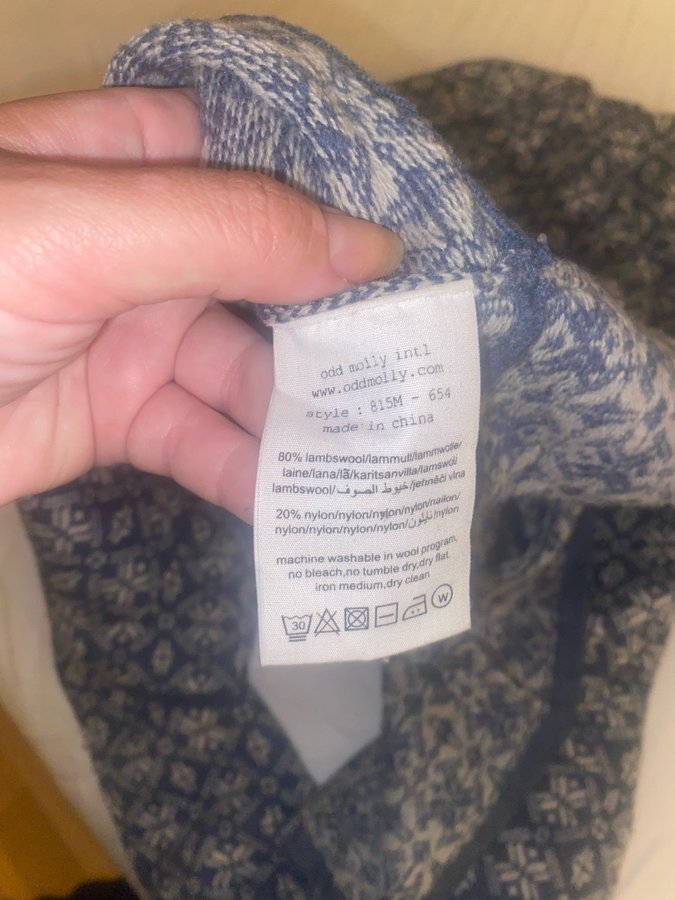 odd molly intl
www.oddmolly.com
style : 815M - 654
made in china
80% lambswool/lammull/lammwolle/
laine/lana/lã/karitsanvilla/lamswoll
lambswool/خيوط الصوف/jehněčí vlna
20% nylon/nylon/nylon/nylon/nailon/
nylon/nylon/nylon/nylon/نايلون/nylon
machine washable in wool program,
no bleach,no tumble dry,dry flat.
iron medium,dry clean
30 W